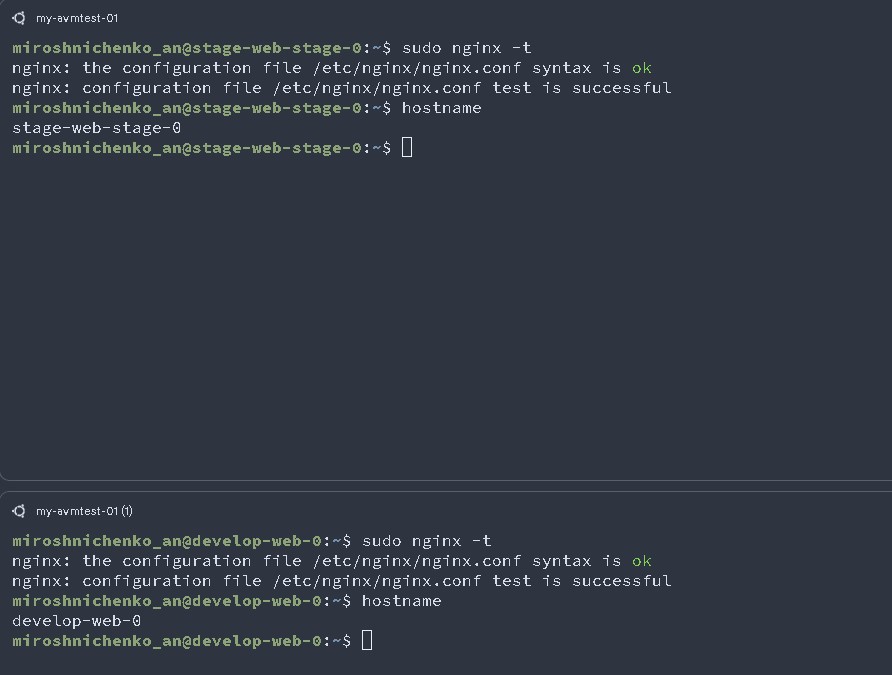 my-avmtest-01
miroshnichenko_an@stage-web-stage-0:~$ sudo nginx -t
nginx: the configuration file /etc/nginx/nginx.conf syntax is ok
nginx: configuration file /etc/nginx/nginx.conf test is successful
miroshnichenko_an@stage-web-stage-0:~$ hostname
stage-web-stage-0
miroshnichenko_an@stage-web-stage-0:~$
my-avmtest-01 (1)
miroshnichenko_an@develop-web-0:~$ sudo nginx -t
nginx: the configuration file /etc/nginx/nginx.conf syntax is ok
nginx: configuration file /etc/nginx/nginx.conf test is successful
miroshnichenko_an@develop-web-0:~$ hostname
develop-web-0
miroshnichenko_an@develop-web-0:~$